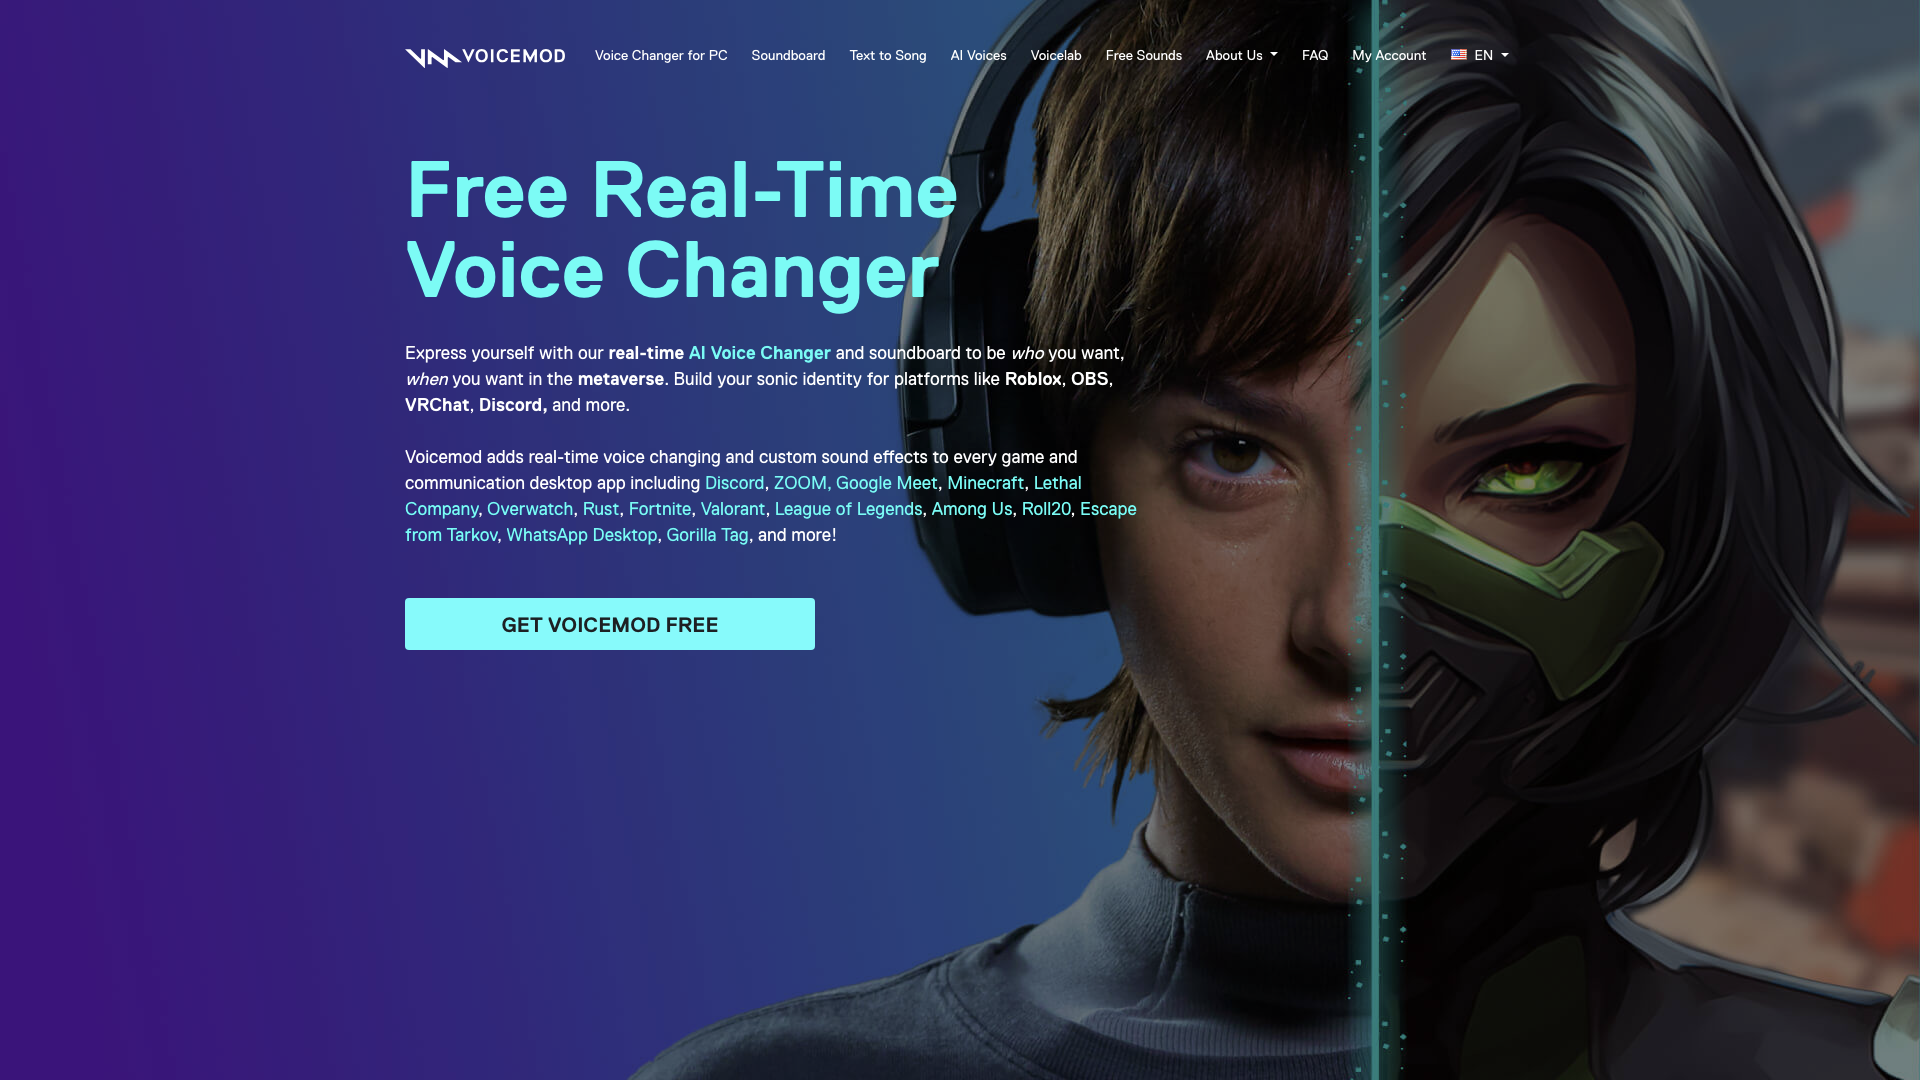 VOICEMOD Voice Changer for PC Soundboard Text to Song AI Voices Voicelab Free Sounds About Us FAQ My Account EN
Free Real-Time
Voice Changer
Express yourself with our real-time AI Voice Changer and soundboard to be who you want,
when you want in the metaverse. Build your sonic identity for platforms like Roblox, OBS,
VRChat, Discord, and more.
Voicemod adds real-time voice changing and custom sound effects to every game and
communication desktop app including Discord, ZOOM, Google Meet, Minecraft, Lethal
Company, Overwatch, Rust, Fortnite, Valorant, League of Legends, Among Us, Roll20, Escape
from Tarkov, WhatsApp Desktop, Gorilla Tag, and more!
GET VOICEMOD FREE